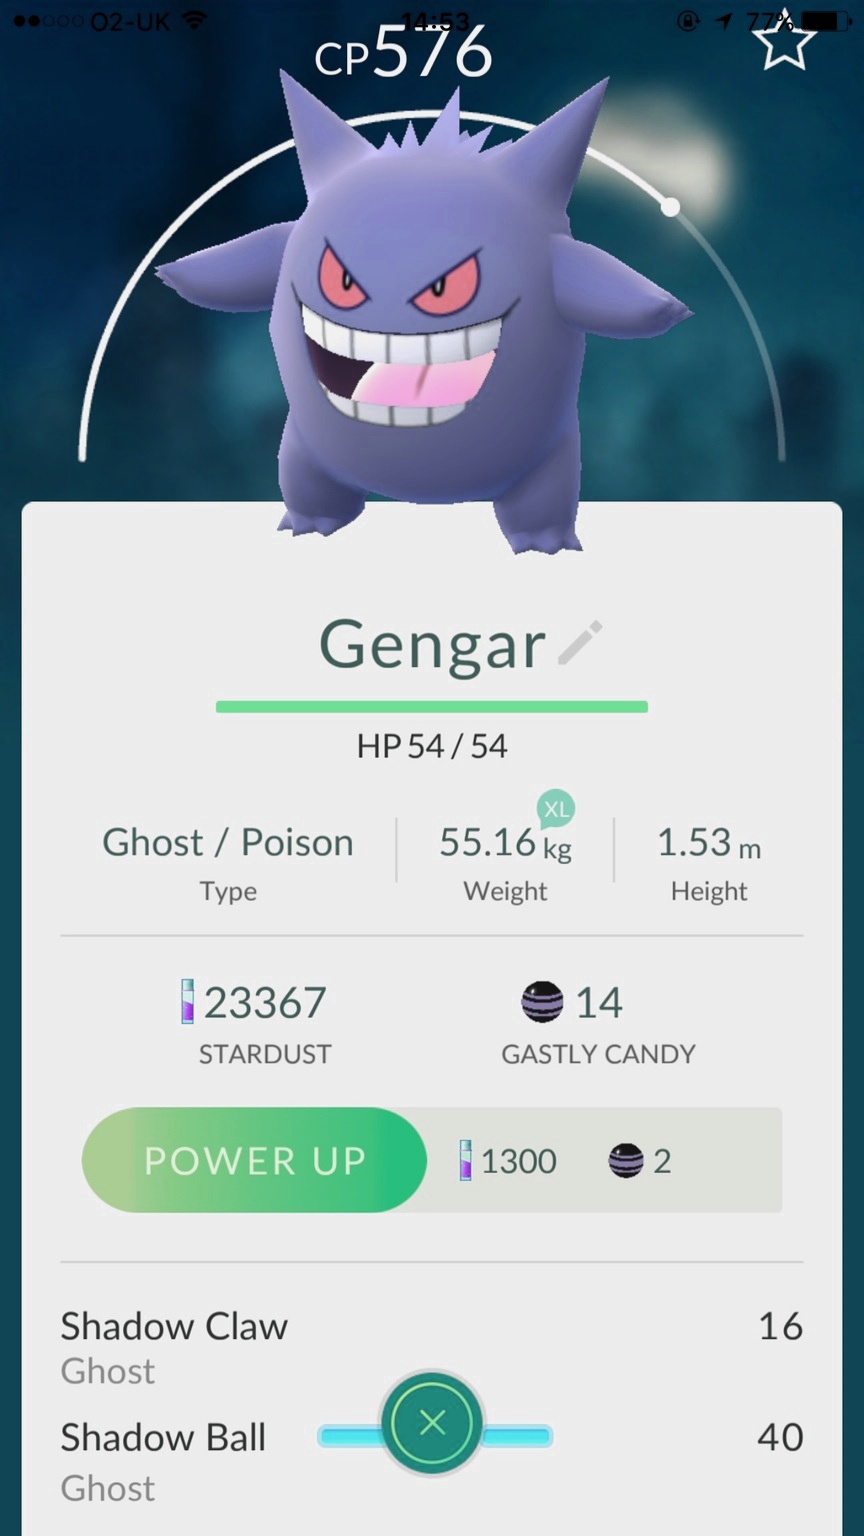 O2-UK 14:53 77%
CP576
Gengar
HP 54 / 54
XL
Ghost / Poison 55.16 kg 1.53 m
Type Weight Height
23367 14
STARDUST GASTLY CANDY
POWER UP 1300 2
Shadow Claw 16
Ghost
Shadow Ball 40
Ghost